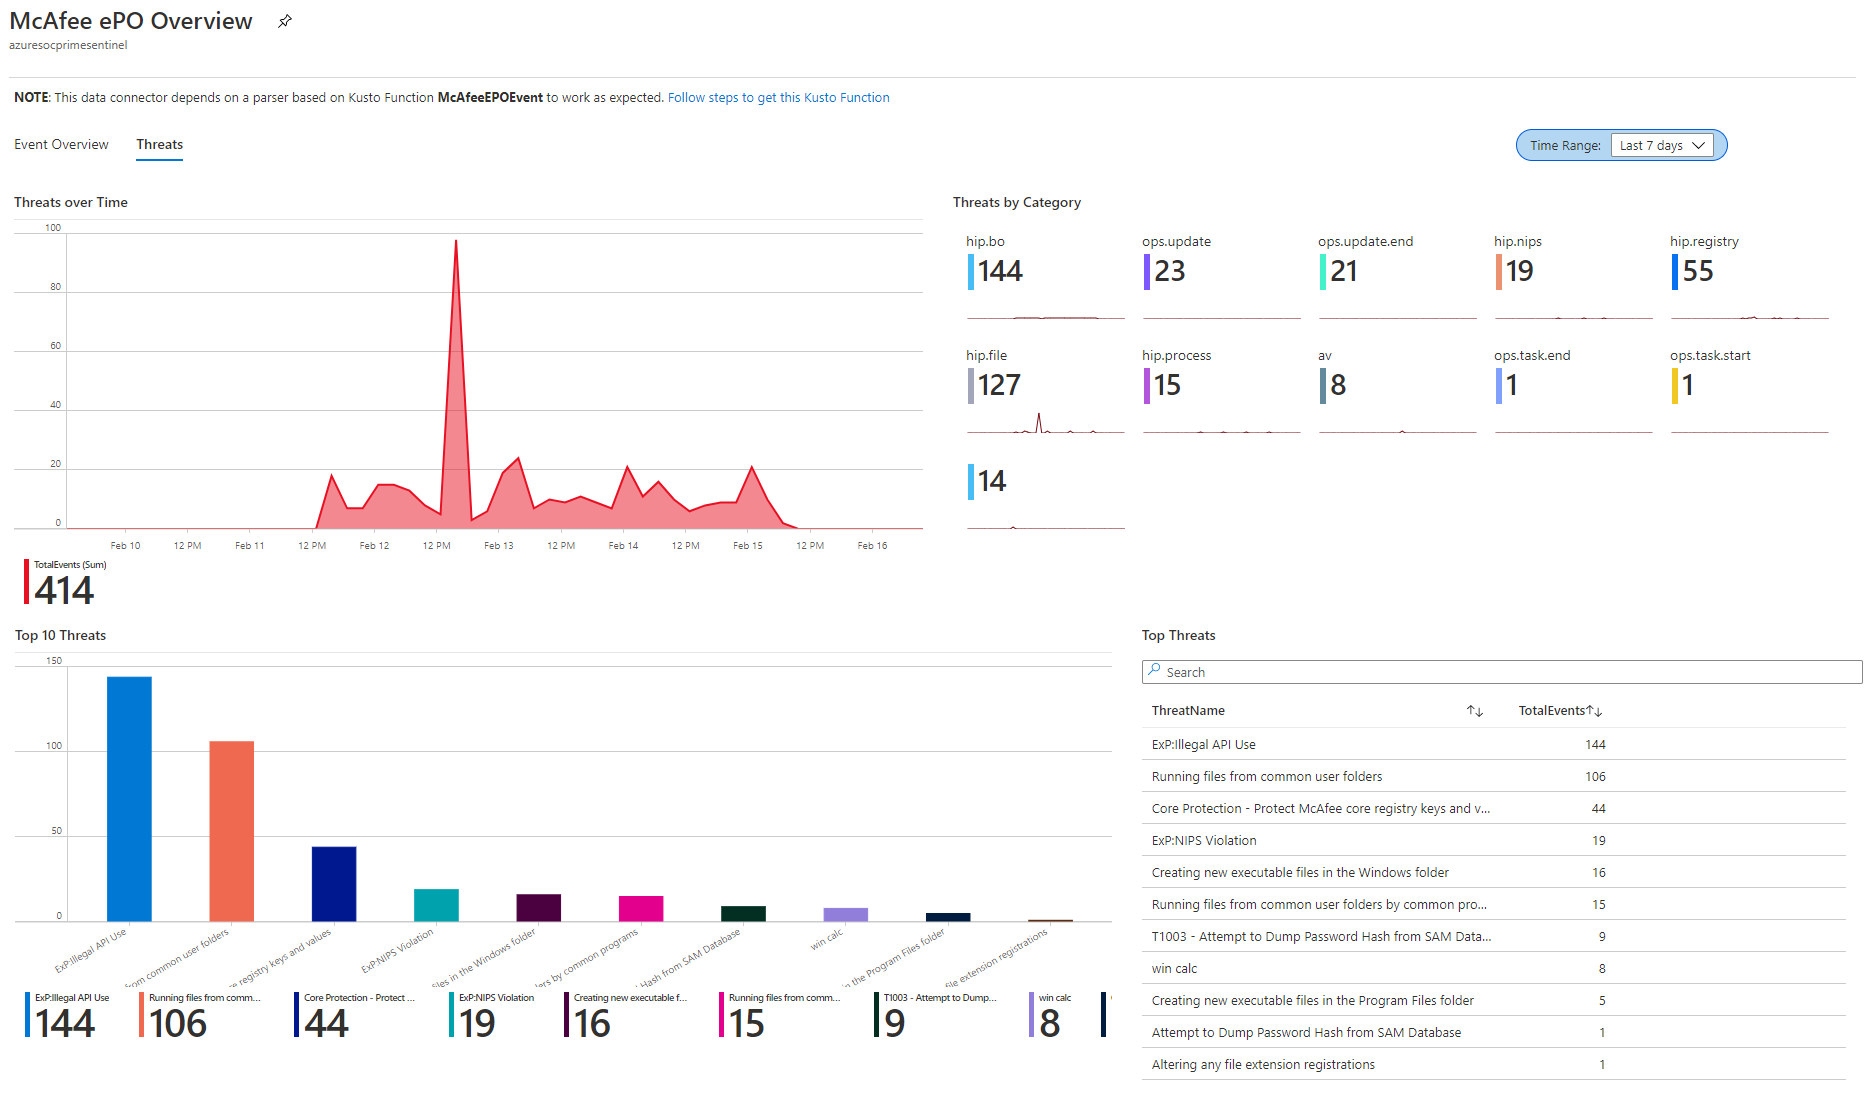 McAfee ePO Overview
azuresocprimesentinel
NOTE: This data connector depends on a parser based on Kusto Function McAfeeEPOEvent to work as expected. Follow steps to get this Kusto Function
Event Overview
Threats
Time Range: Last 7 days
Threats over Time
100
80
60
40
20
0
Feb 10
12 PM
Feb 11
12 PM
Feb 12
12 PM
Feb 13
12 PM
Feb 14
12 PM
Feb 15
12 PM
Feb 16
TotalEvents (Sum)
414
Threats by Category
hip.bo
144
ops.update
23
ops.update.end
21
hip.nips
19
hip.registry
55
hip.file
127
hip.process
15
av
8
ops.task.end
1
ops.task.start
1
14
Top 10 Threats
150
100
50
0
ExP:Illegal API Use
from common user folders
re registry keys and values
ExP:NIPS Violation
files in the Windows folder
ders by common programs
Hash from SAM Database
win calc
in the Program Files folder
file extension registrations
ExP:Illegal API Use
144
Running files from comm...
106
Core Protection - Protect ...
44
ExP:NIPS Violation
19
Creating new executable f...
16
Running files from comm...
15
T1003 - Attempt to Dump...
9
win calc
8
Top Threats
Search
ThreatName TotalEvents
ExP:Illegal API Use 144
Running files from common user folders 106
Core Protection - Protect McAfee core registry keys and v... 44
ExP:NIPS Violation 19
Creating new executable files in the Windows folder 16
Running files from common user folders by common pro... 15
T1003 - Attempt to Dump Password Hash from SAM Data... 9
win calc 8
Creating new executable files in the Program Files folder 5
Attempt to Dump Password Hash from SAM Database 1
Altering any file extension registrations 1